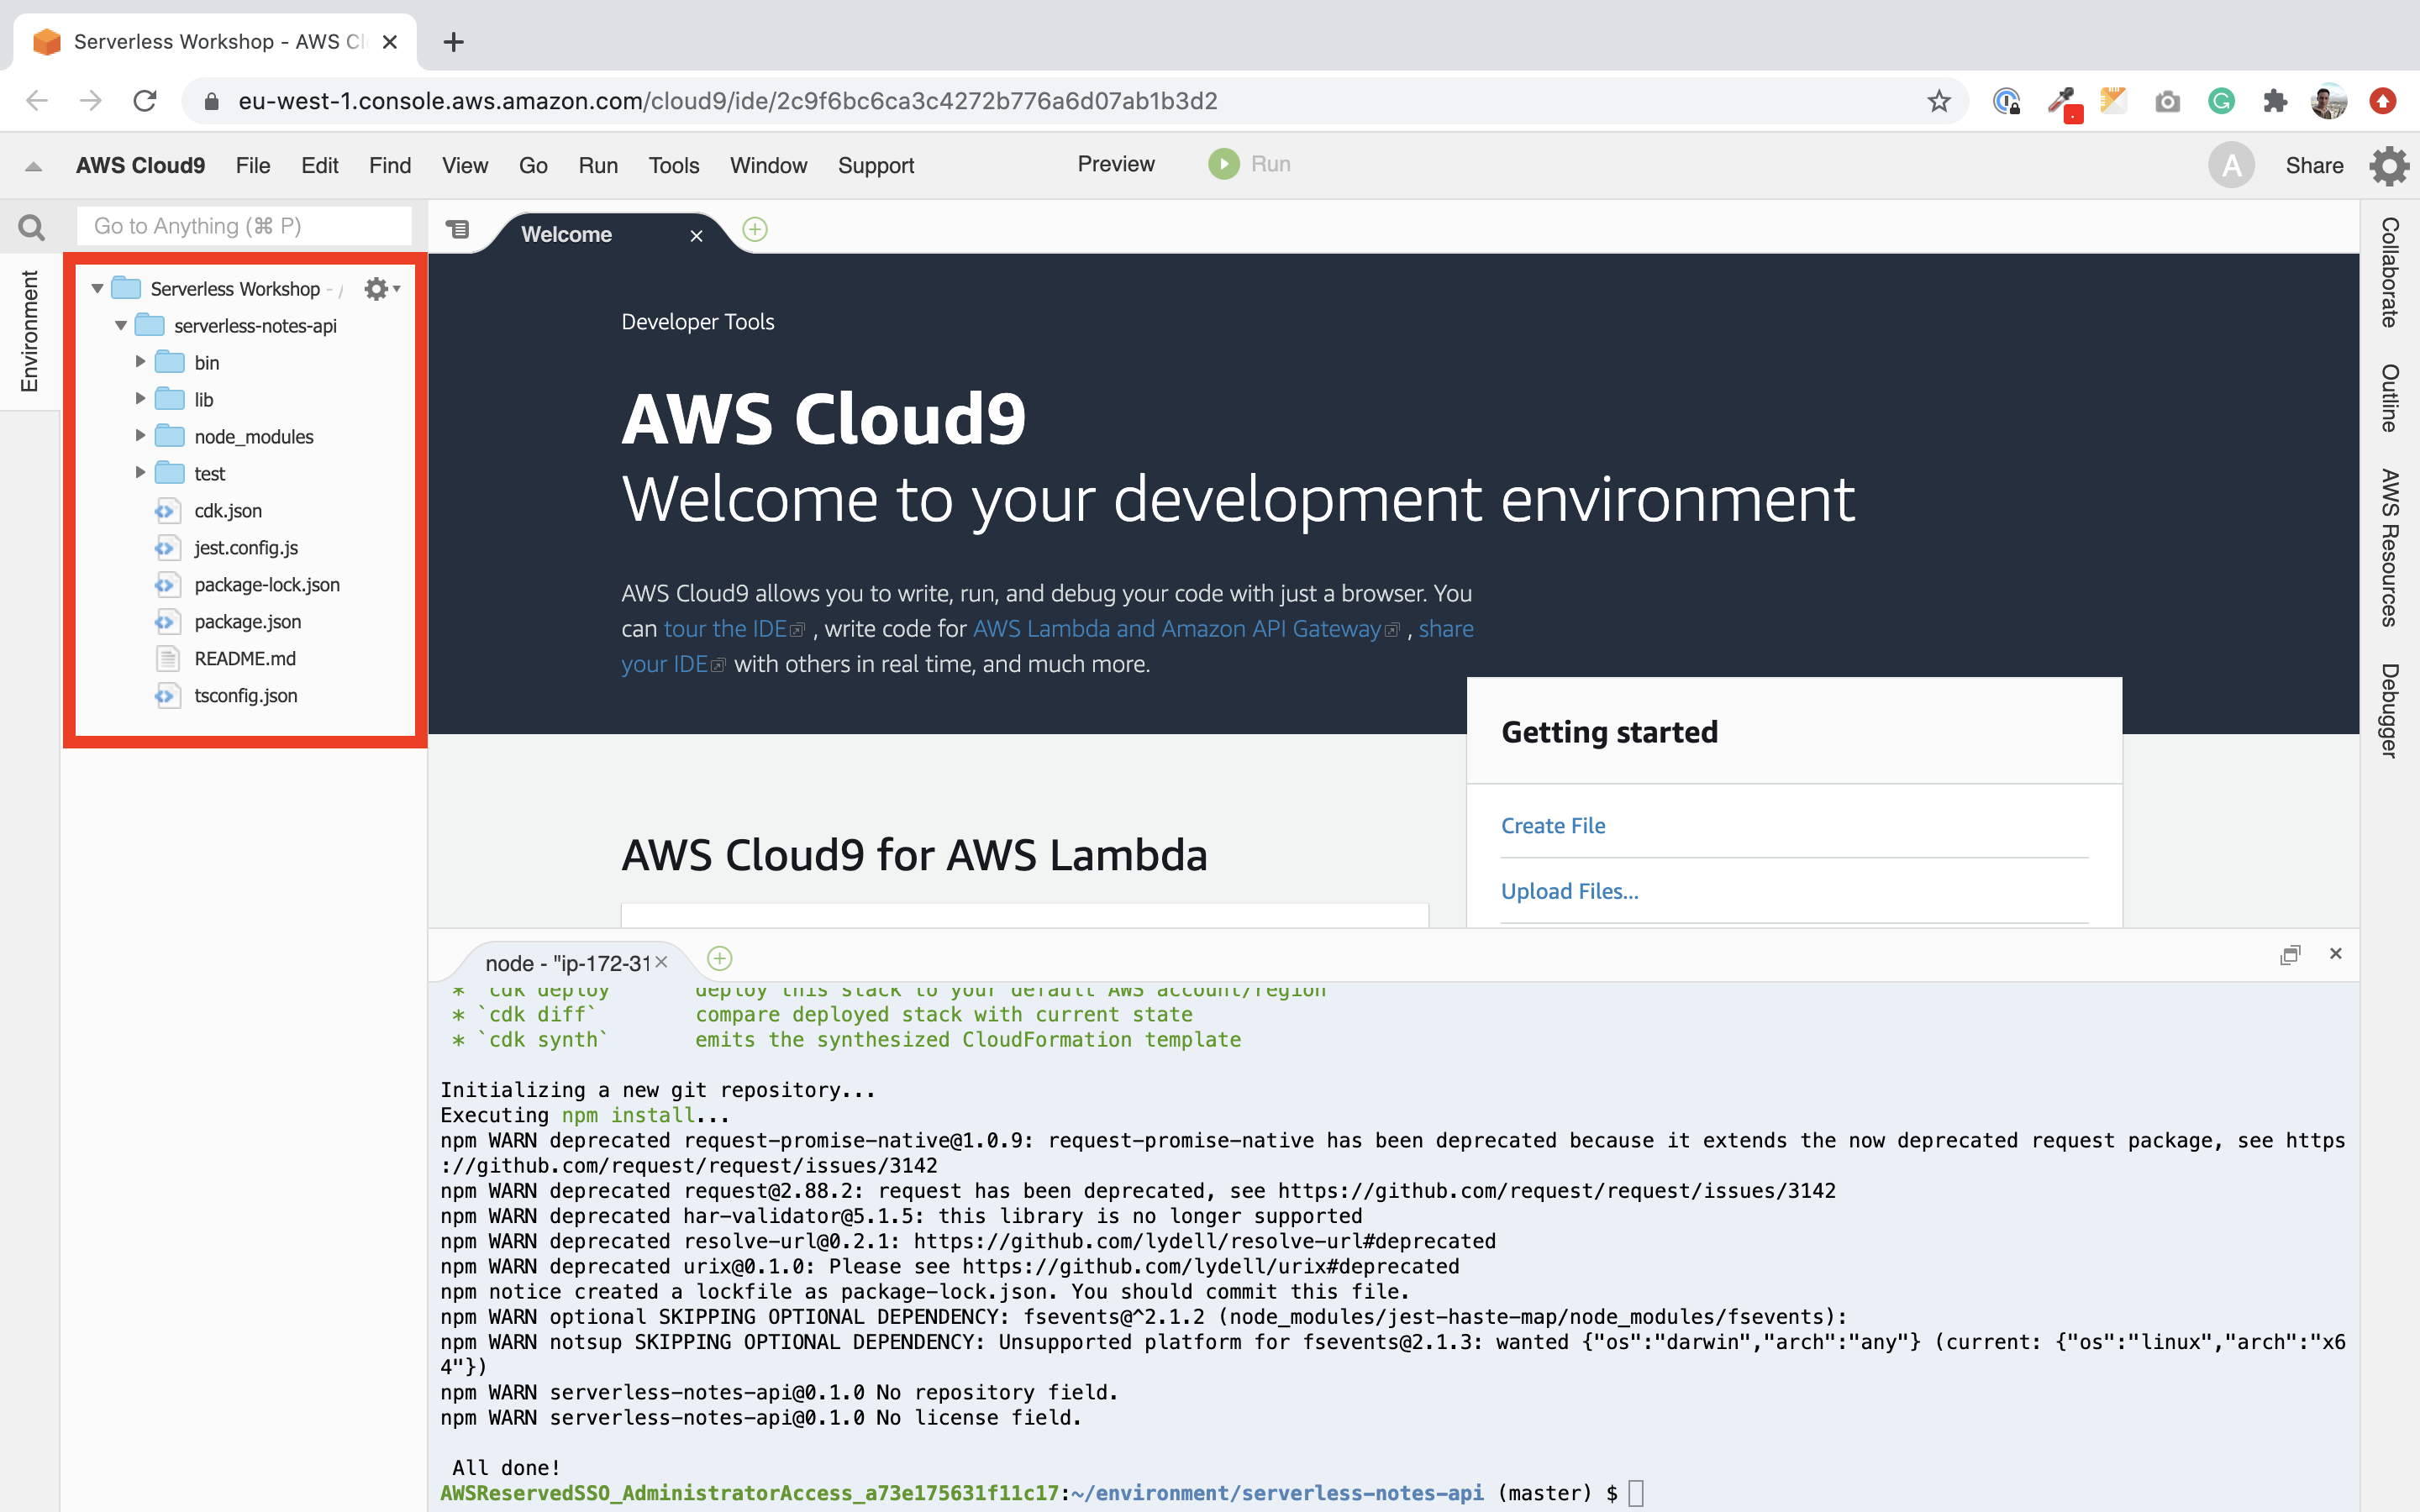 Serverless Workshop - AWS Cl
eu-west-1.console.aws.amazon.com/cloud9/ide/2c9f6bc6ca3c4272b776a6d07ab1b3d2
AWS Cloud9 File Edit Find View Go Run Tools Window Support Preview Run A Share
Go to Anything (⌘ P)
Environment
Serverless Workshop - /
serverless-notes-api
bin
lib
node_modules
test
cdk.json
jest.config.js
package-lock.json
package.json
README.md
tsconfig.json
Welcome
Developer Tools
AWS Cloud9
Welcome to your development environment
AWS Cloud9 allows you to write, run, and debug your code with just a browser. You
can tour the IDE , write code for AWS Lambda and Amazon API Gateway , share
your IDE with others in real time, and much more.
Getting started
Create File
Upload Files...
AWS Cloud9 for AWS Lambda
Collaborate
Outline
AWS Resources
Debugger
node - "ip-172-31
* `cdk deploy` deploy this stack to your default AWS account/region
* `cdk diff` compare deployed stack with current state
* `cdk synth` emits the synthesized CloudFormation template
Initializing a new git repository...
Executing npm install...
npm WARN deprecated request-promise-native@1.0.9: request-promise-native has been deprecated because it extends the now deprecated request package, see https
://github.com/request/request/issues/3142
npm WARN deprecated request@2.88.2: request has been deprecated, see https://github.com/request/request/issues/3142
npm WARN deprecated har-validator@5.1.5: this library is no longer supported
npm WARN deprecated resolve-url@0.2.1: https://github.com/lydell/resolve-url#deprecated
npm WARN deprecated urix@0.1.0: Please see https://github.com/lydell/urix#deprecated
npm notice created a lockfile as package-lock.json. You should commit this file.
npm WARN optional SKIPPING OPTIONAL DEPENDENCY: fsevents@^2.1.2 (node_modules/jest-haste-map/node_modules/fsevents):
npm WARN notsup SKIPPING OPTIONAL DEPENDENCY: Unsupported platform for fsevents@2.1.3: wanted {"os":"darwin","arch":"any"} (current: {"os":"linux","arch":"x6
4"})
npm WARN serverless-notes-api@0.1.0 No repository field.
npm WARN serverless-notes-api@0.1.0 No license field.
All done!
AWSReservedSSO_AdministratorAccess_a73e175631f11c17:~/environment/serverless-notes-api (master) $